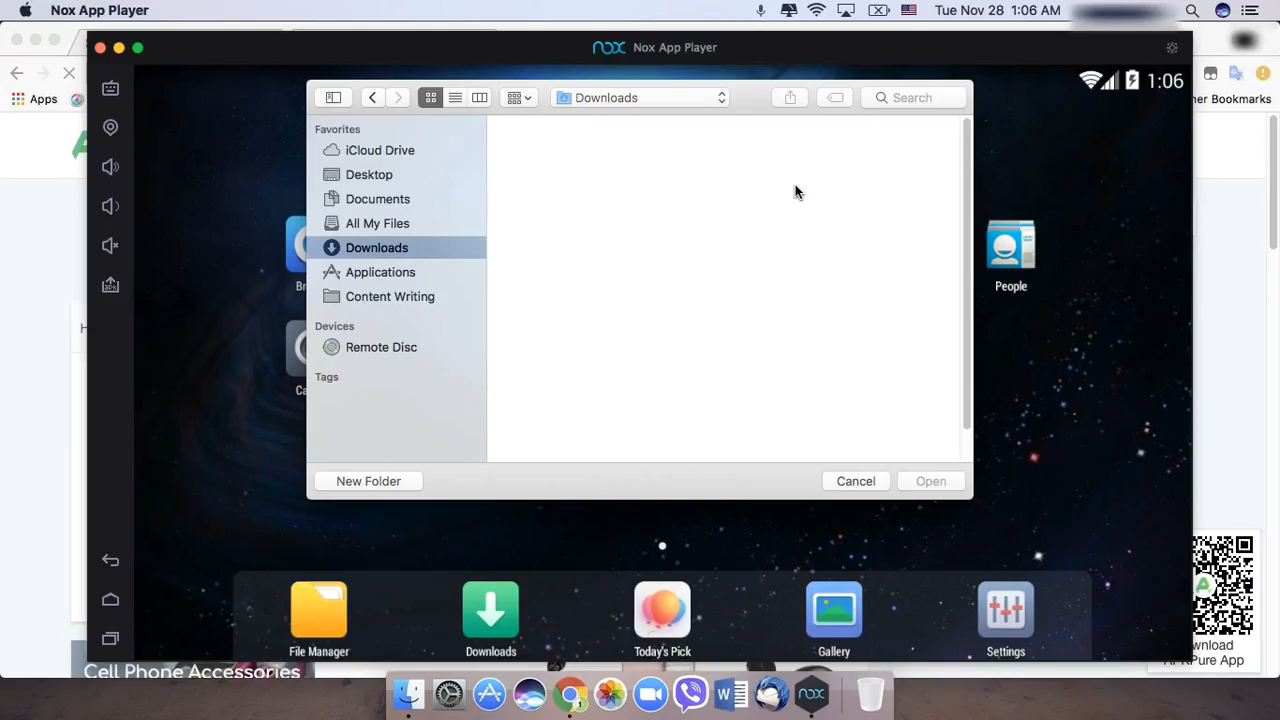 Nox App Player
Tue Nov 28 1:06 AM
nox Nox App Player
Apps
her Bookmarks
1:06
Downloads
Search
Favorites
iCloud Drive
Desktop
Documents
All My Files
Downloads
Applications
Content Writing
Devices
Remote Disc
Tags
New Folder
Cancel
Open
People
File Manager
Downloads
Today's Pick
Gallery
Settings
Cell Phone Accessories
wnload
APKPure App
nox